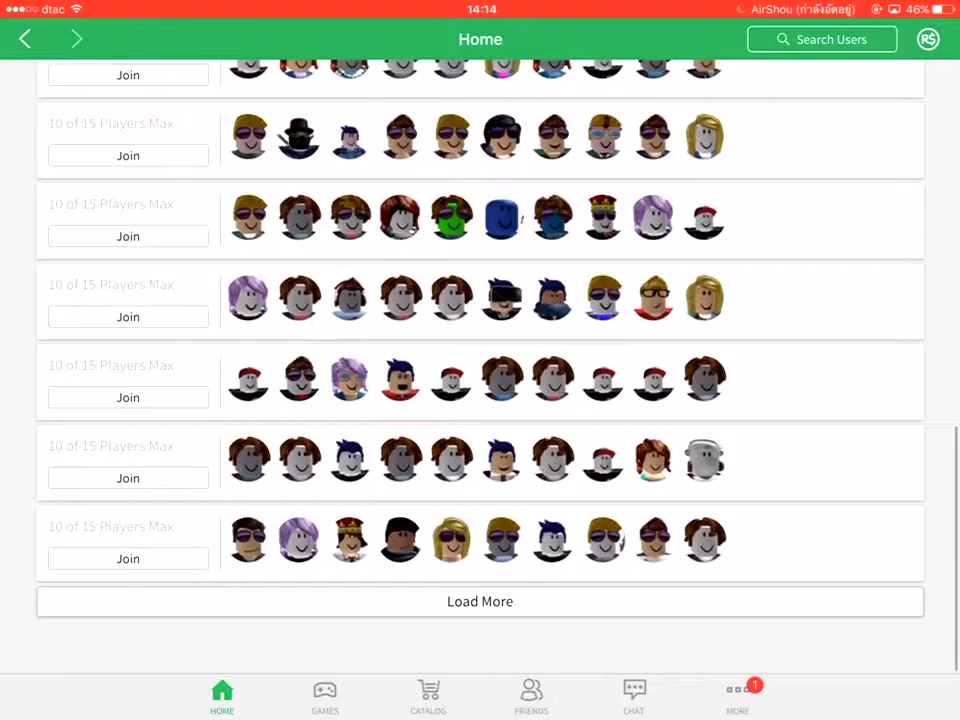 dtac
14:14
AirShou (กำลังอัดอยู่)
46%
Home
Search Users
R$
Join
10 of 15 Players Max
Join
10 of 15 Players Max
Join
10 of 15 Players Max
Join
10 of 15 Players Max
Join
10 of 15 Players Max
Join
10 of 15 Players Max
Join
Load More
1
HOME
GAMES
CATALOG
FRIENDS
CHAT
MORE